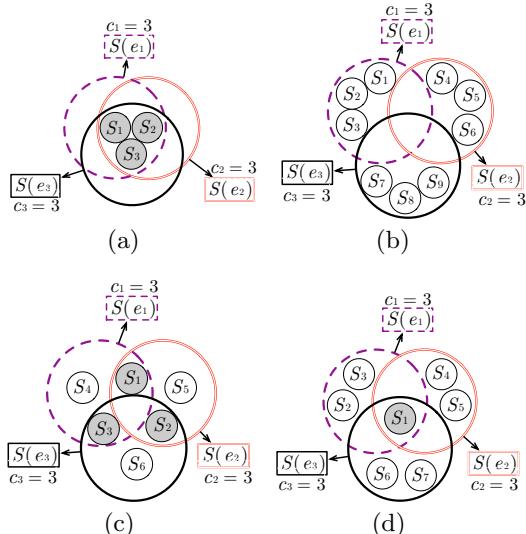 c₁ = 3
S(e₁)
S₁ S₂
S₃
S(e₃)
c₃ = 3
c₂ = 3
S(e₂)
(a)
c₁ = 3
S(e₁)
S₁ S₄
S₂ S₅
S₃ S₆
S(e₃)
c₃ = 3
S₇ S₉
S₈
S(e₂)
c₂ = 3
(b)
c₁ = 3
S(e₁)
S₁
S₄ S₅
S₃ S₂
S₆
S(e₃)
c₃ = 3
S(e₂)
c₂ = 3
(c)
c₁ = 3
S(e₁)
S₃ S₄
S₂ S₅
S₁
S₆ S₇
S(e₃)
c₃ = 3
S(e₂)
c₂ = 3
(d)